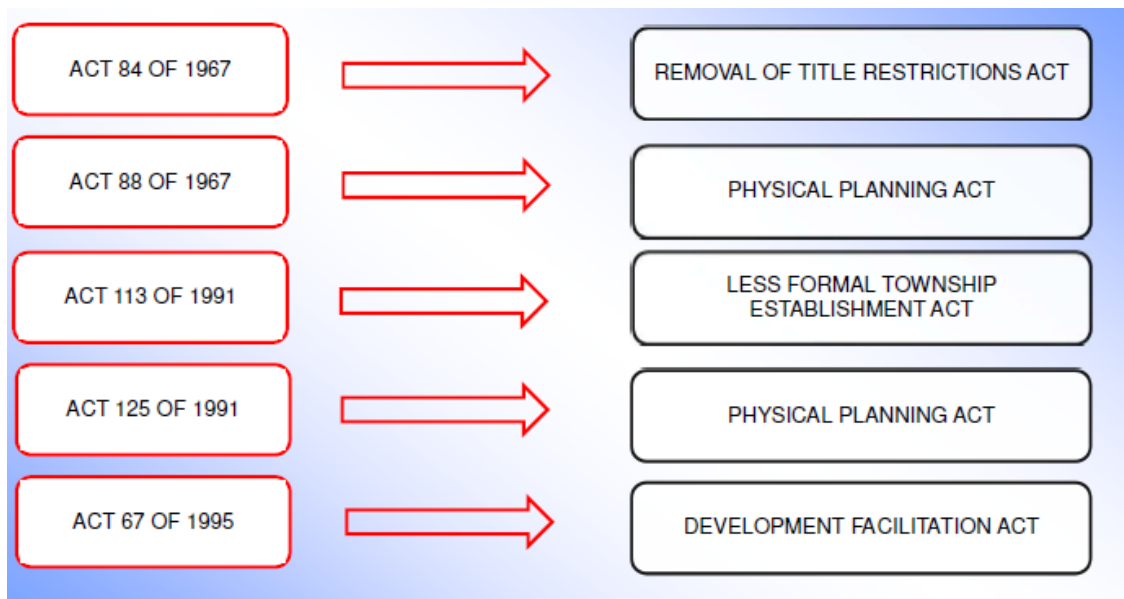 ACT 84 OF 1967
REMOVAL OF TITLE RESTRICTIONS ACT
ACT 88 OF 1967
PHYSICAL PLANNING ACT
ACT 113 OF 1991
LESS FORMAL TOWNSHIP
ESTABLISHMENT ACT
ACT 125 OF 1991
PHYSICAL PLANNING ACT
ACT 67 OF 1995
DEVELOPMENT FACILITATION ACT